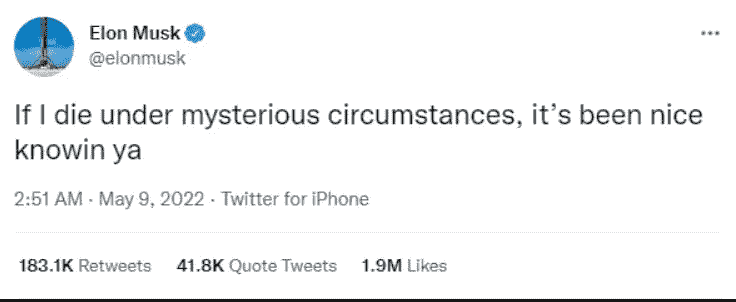 Elon Musk
@elonmusk
If I die under mysterious circumstances, it's been nice
knowin ya
2:51 AM · May 9, 2022 · Twitter for iPhone
183.1K Retweets 41.8K Quote Tweets 1.9M Likes